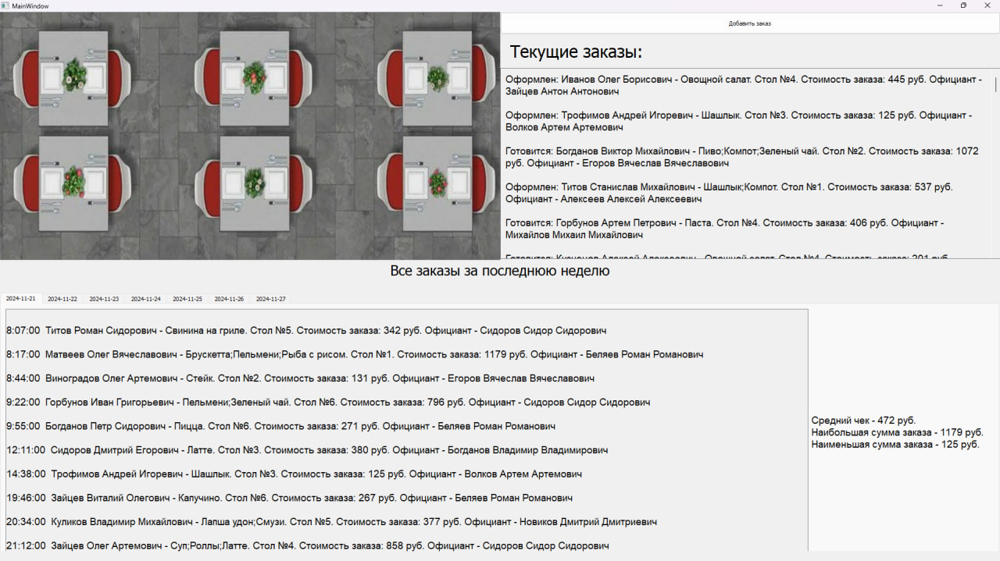 MainWindow
Добавить заказ
Текущие заказы:
Оформлен: Иванов Олег Борисович - Овощной салат. Стол №4. Стоимость заказа: 445 руб. Официант -
Зайцев Антон Антонович
Оформлен: Трофимов Андрей Игоревич - Шашлык. Стол №3. Стоимость заказа: 125 руб. Официант -
Волков Артем Артемович
Готовится: Богданов Виктор Михайлович - Пиво;Компот;Зеленый чай. Стол №2. Стоимость заказа: 1072
руб. Официант - Егоров Вячеслав Вячеславович
Оформлен: Титов Станислав Михайлович - Шашлык;Компот. Стол №1. Стоимость заказа: 537 руб.
Официант - Алексеев Алексей Алексеевич
Готовится: Горбунов Артем Петрович - Паста. Стол №4. Стоимость заказа: 406 руб. Официант -
Михайлов Михаил Михайлович
Готовится: Кузнецов Алексей Алексеевич - Овощной салат. Стол №4. Стоимость заказа: 201 руб.
Все заказы за последнюю неделю
2024-11-21 2024-11-22 2024-11-23 2024-11-24 2024-11-25 2024-11-26 2024-11-27
8:07:00 Титов Роман Сидорович - Свинина на гриле. Стол №5. Стоимость заказа: 342 руб. Официант - Сидоров Сидор Сидорович
8:17:00 Матвеев Олег Вячеславович - Брускетта;Пельмени;Рыба с рисом. Стол №1. Стоимость заказа: 1179 руб. Официант - Беляев Роман Романович
8:44:00 Виноградов Олег Артемович - Стейк. Стол №2. Стоимость заказа: 131 руб. Официант - Егоров Вячеслав Вячеславович
9:22:00 Горбунов Иван Григорьевич - Пельмени;Зеленый чай. Стол №6. Стоимость заказа: 796 руб. Официант - Сидоров Сидор Сидорович
9:55:00 Богданов Петр Сидорович - Пицца. Стол №6. Стоимость заказа: 271 руб. Официант - Беляев Роман Романович
12:11:00 Сидоров Дмитрий Егорович - Латте. Стол №3. Стоимость заказа: 380 руб. Официант - Богданов Владимир Владимирович
14:38:00 Трофимов Андрей Игоревич - Шашлык. Стол №3. Стоимость заказа: 125 руб. Официант - Волков Артем Артемович
19:46:00 Зайцев Виталий Олегович - Капучино. Стол №6. Стоимость заказа: 267 руб. Официант - Беляев Роман Романович
20:34:00 Куликов Владимир Михайлович - Лапша удон;Смузи. Стол №5. Стоимость заказа: 377 руб. Официант - Новиков Дмитрий Дмитриевич
21:12:00 Зайцев Олег Артемович - Суп;Роллы;Латте. Стол №4. Стоимость заказа: 858 руб. Официант - Сидоров Сидор Сидорович
Средний чек - 472 руб.
Наибольшая сумма заказа - 1179 руб.
Наименьшая сумма заказа - 125 руб.